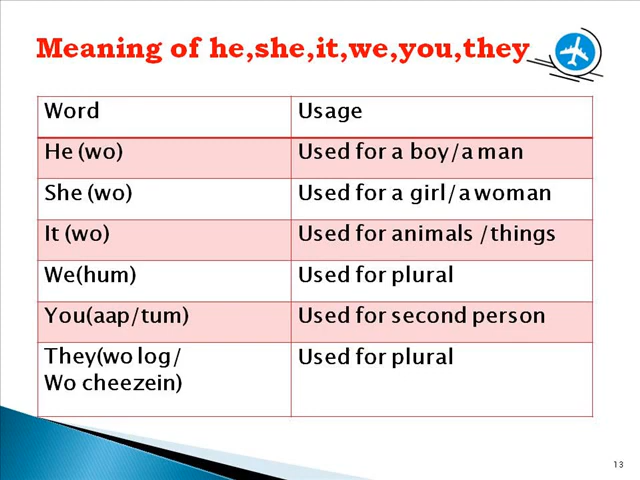 Meaning of he,she,it,we,you,they
Word Usage
He (wo) Used for a boy/a man
She (wo) Used for a girl/a woman
It (wo) Used for animals /things
We(hum) Used for plural
You(aap/tum) Used for second person
They(wo log/ Used for plural
Wo cheezein)
13